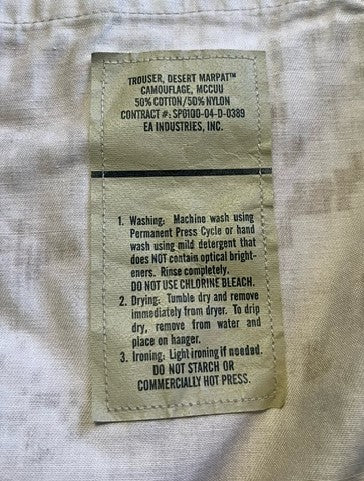 TROUSER, DESERT MARPAT™
CAMOUFLAGE, MCCUU
50% COTTON/50% NYLON
CONTRACT #: SPO100-04-D-0389
EA INDUSTRIES, INC.
1. Washing: Machine wash using
Permanent Press Cycle or hand
wash using mild detergent that
does NOT contain optical bright-
eners. Rinse completely.
DO NOT USE CHLORINE BLEACH.
2. Drying: Tumble dry and remove
immediately from dryer. To drip
dry, remove from water and
place on hanger.
3. Ironing: Light ironing if needed.
DO NOT STARCH OR
COMMERCIALLY HOT PRESS.